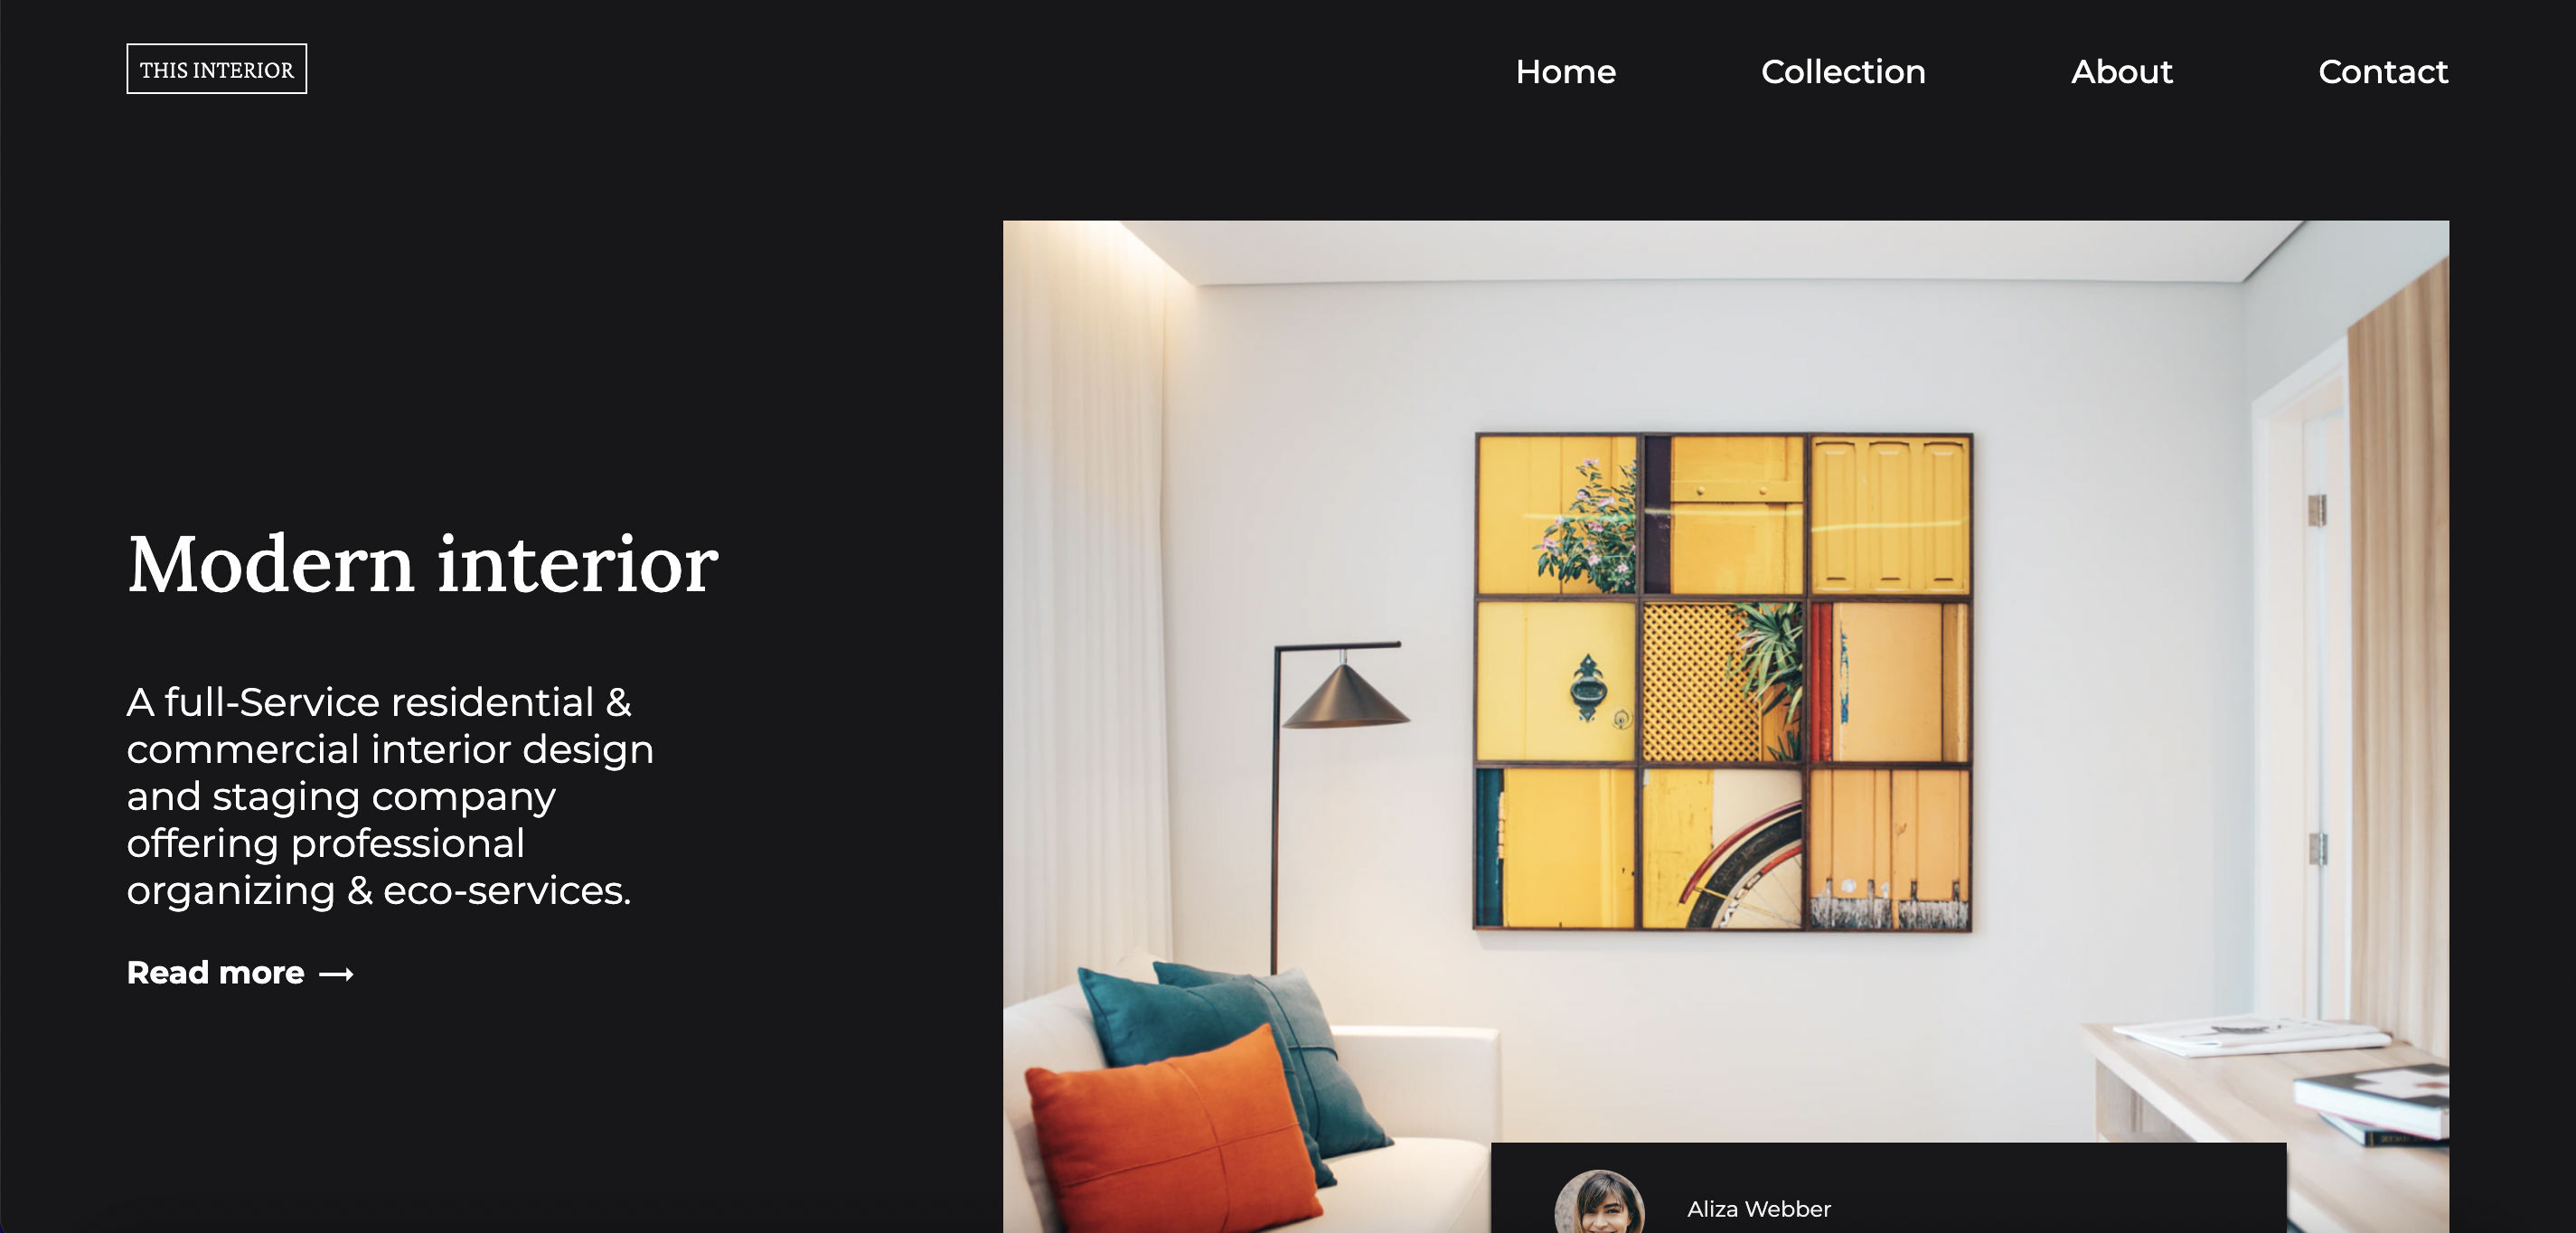 THIS INTERIOR
Home
Collection
About
Contact
Modern interior
A full-Service residential &
commercial interior design
and staging company
offering professional
organizing & eco-services.
Read more →
Aliza Webber